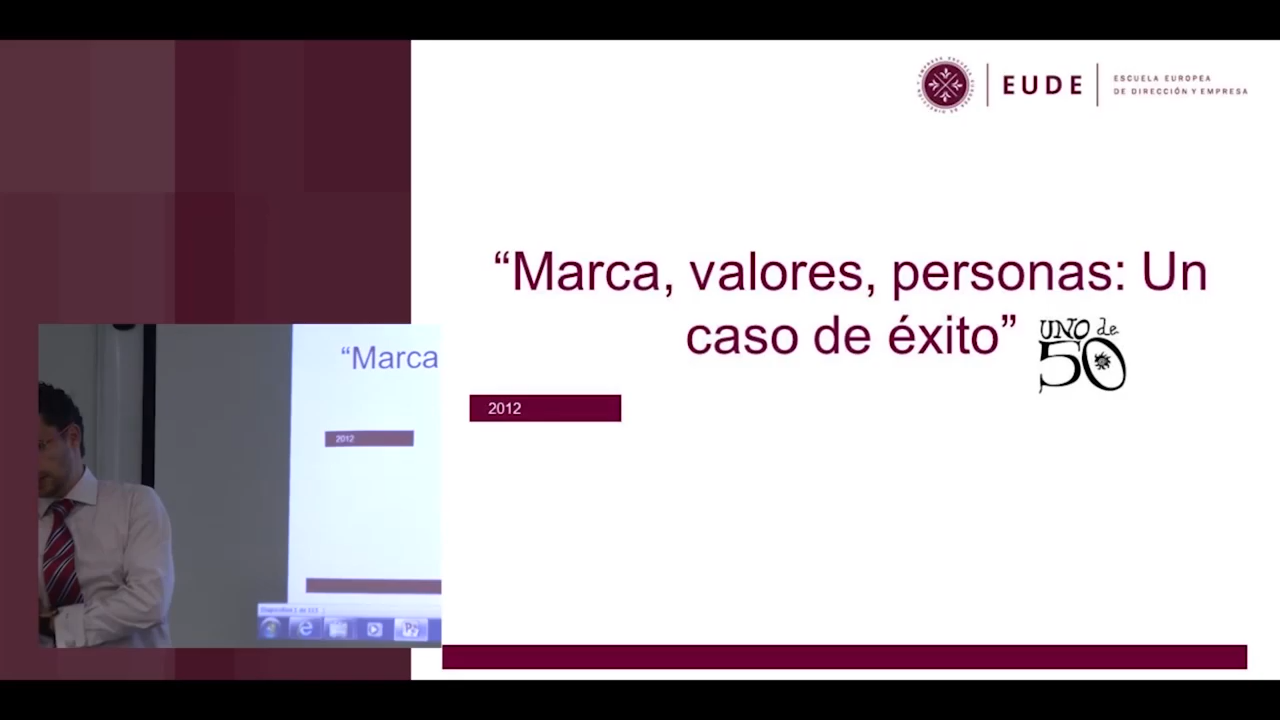 EUDE
ESCUELA EUROPEA
DE DIRECCIÓN Y EMPRESA
“Marca, valores, personas: Un
caso de éxito”
UNO de
50
2012
“Marca
2012